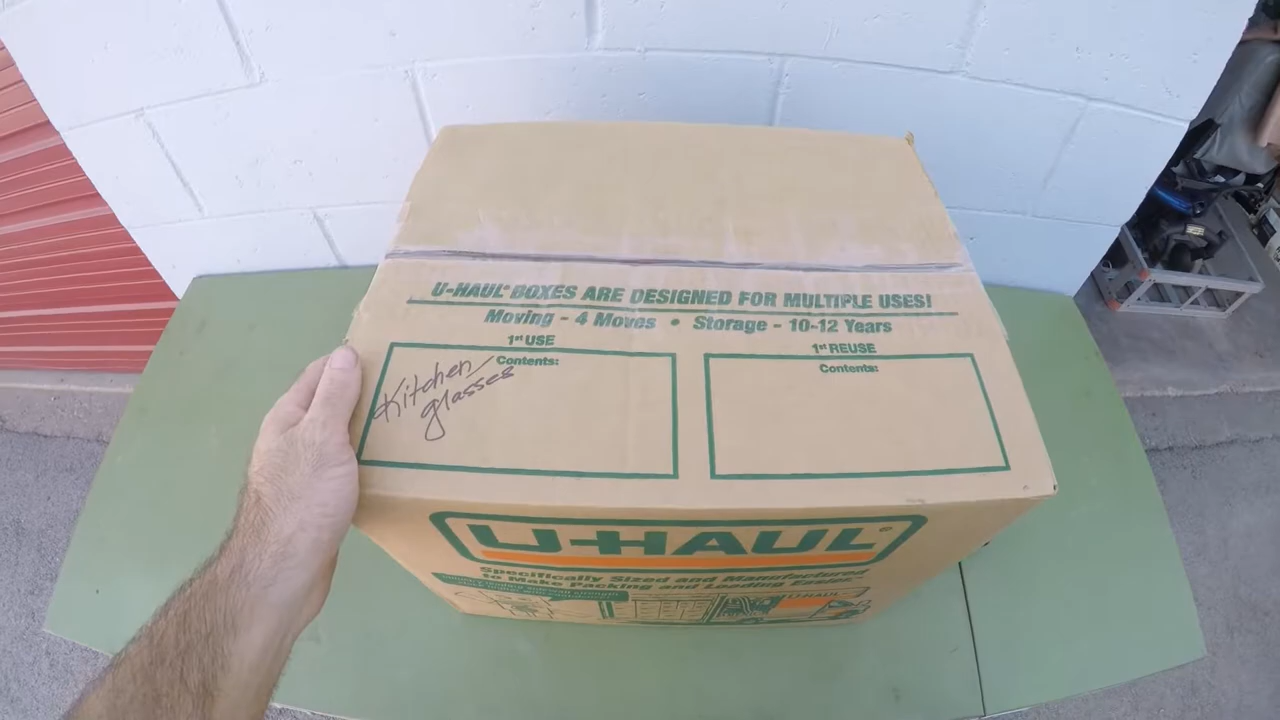 U-HAUL® BOXES ARE DESIGNED FOR MULTIPLE USES!
Moving - 4 Moves • Storage - 10-12 Years
1st USE
Contents:
Kitchen
glasses
1st REUSE
Contents:
U-HAUL®
Specifically Sized and Manufactured
to Make Packing and Loading Easier
U-HAUL